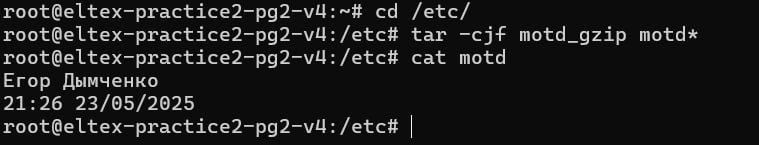 root@eltex-practice2-pg2-v4:~# cd /etc/
root@eltex-practice2-pg2-v4:/etc# tar -cjf motd_gzip motd*
root@eltex-practice2-pg2-v4:/etc# cat motd
Егор Дымченко
21:26 23/05/2025
root@eltex-practice2-pg2-v4:/etc#